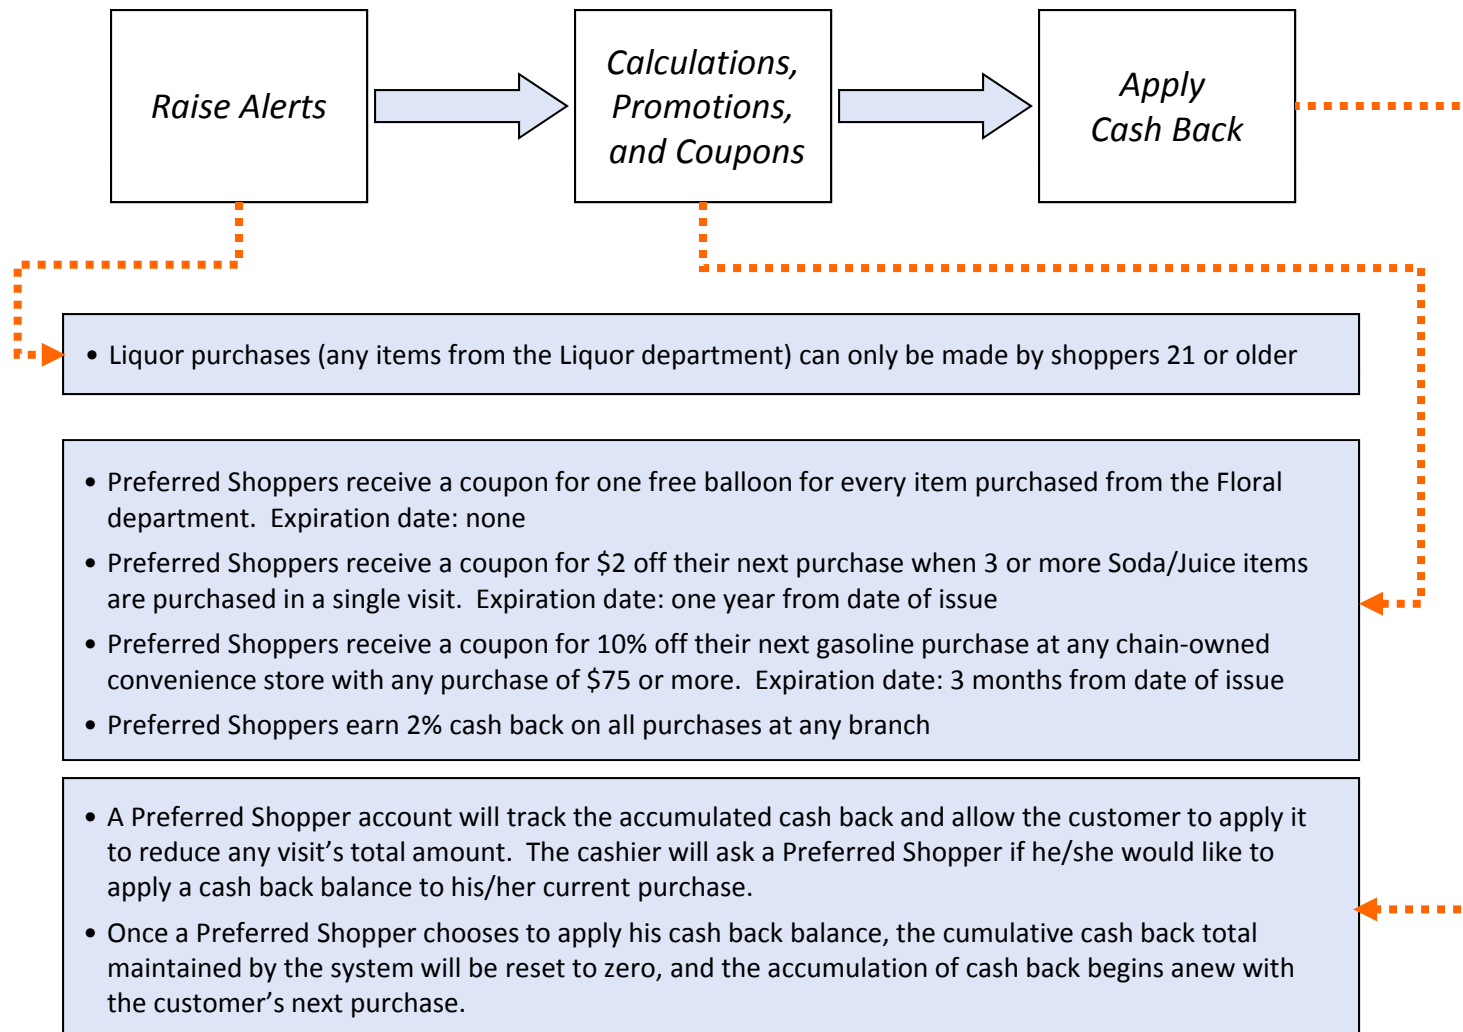 Raise Alerts
Calculations,
Promotions,
and Coupons
Apply
Cash Back
• Liquor purchases (any items from the Liquor department) can only be made by shoppers 21 or older
• Preferred Shoppers receive a coupon for one free balloon for every item purchased from the Floral
department.  Expiration date: none
• Preferred Shoppers receive a coupon for $2 off their next purchase when 3 or more Soda/Juice items
are purchased in a single visit.  Expiration date: one year from date of issue
• Preferred Shoppers receive a coupon for 10% off their next gasoline purchase at any chain-owned
convenience store with any purchase of $75 or more.  Expiration date: 3 months from date of issue
• Preferred Shoppers earn 2% cash back on all purchases at any branch
• A Preferred Shopper account will track the accumulated cash back and allow the customer to apply it
to reduce any visit’s total amount.  The cashier will ask a Preferred Shopper if he/she would like to
apply a cash back balance to his/her current purchase.
• Once a Preferred Shopper chooses to apply his cash back balance, the cumulative cash back total
maintained by the system will be reset to zero, and the accumulation of cash back begins anew with
the customer’s next purchase.